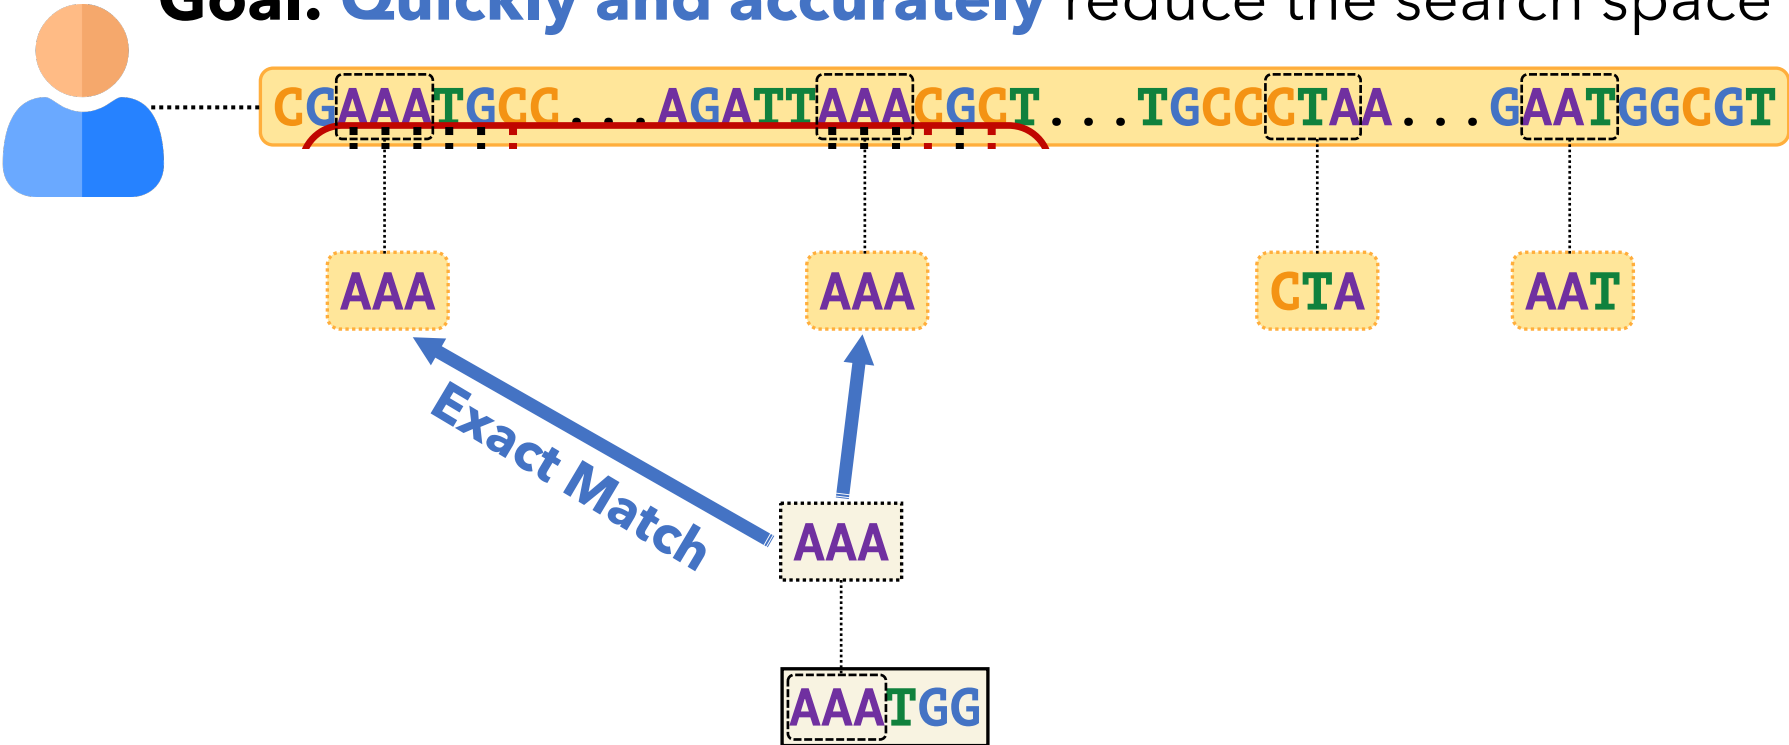 Goal: Quickly and accurately reduce the search space
CGAAATGCC...AGATTAAACGCT...TGCCCTAA...GAATGGCGT
AAA AAA CTA AAT
Exact Match
AAA
AAATGG